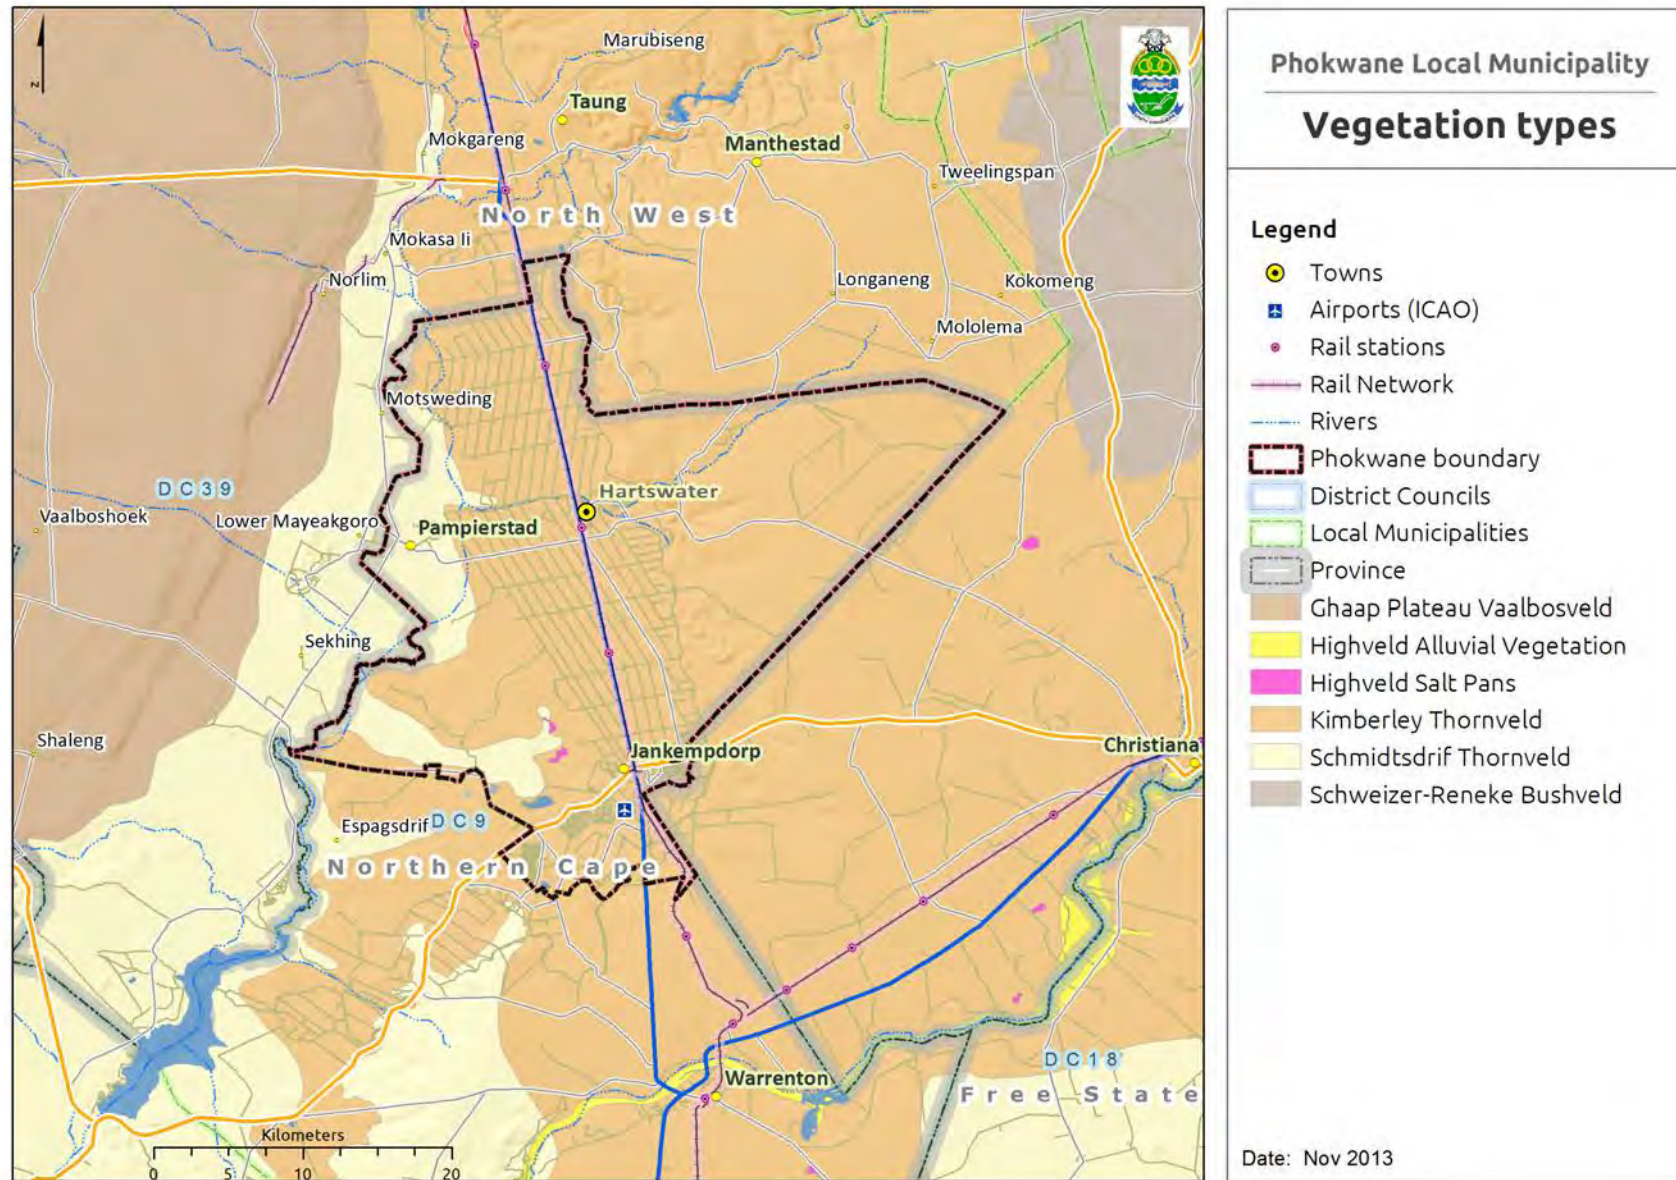 Phokwane Local Municipality
Vegetation types
Legend
Towns
Airports (ICAO)
Rail stations
Rail Network
Rivers
Phokwane boundary
District Councils
Local Municipalities
Province
Ghaap Plateau Vaalbosveld
Highveld Alluvial Vegetation
Highveld Salt Pans
Kimberley Thornveld
Schmidtsdrif Thornveld
Schweizer-Reneke Bushveld
Date: Nov 2013
z
Marubiseng
Taung
Mokgareng
Manthestad
Tweelingspan
North West
Mokasa Ii
Norlim
Longaneng
Kokomeng
Mololema
Motsweding
DC39
Hartswater
Vaalboshoek
Lower Mayeakgoro
Pampierstad
Sekhing
Shaleng
Jankempdorp
Christiana
Espagsdrif
DC9
Northern Cape
DC18
Warrenton
Free State
Kilometers
0 5 10 20